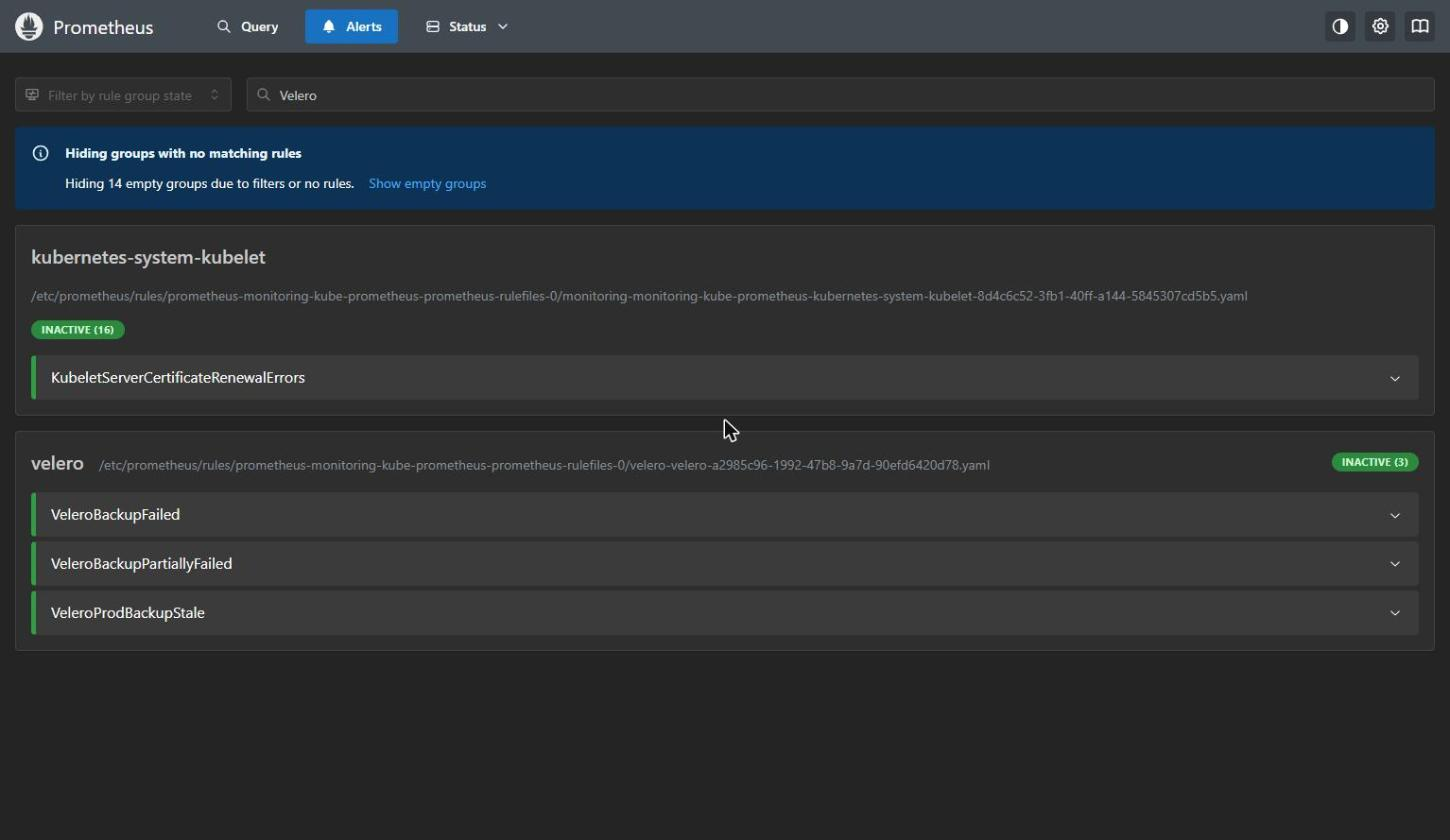 Prometheus Query Alerts Status
Filter by rule group state Velero
Hiding groups with no matching rules
Hiding 14 empty groups due to filters or no rules. Show empty groups
kubernetes-system-kubelet
/etc/prometheus/rules/prometheus-monitoring-kube-prometheus-prometheus-rulefiles-0/monitoring-monitoring-kube-prometheus-kubernetes-system-kubelet-8d4c6c52-3fb1-40ff-a144-5845307cd5b5.yaml
INACTIVE (16)
KubeletServerCertificateRenewalErrors
velero /etc/prometheus/rules/prometheus-monitoring-kube-prometheus-prometheus-rulefiles-0/velero-velero-a2985c96-1992-47b8-9a7d-90efd6420d78.yaml INACTIVE (3)
VeleroBackupFailed
VeleroBackupPartiallyFailed
VeleroProdBackupStale